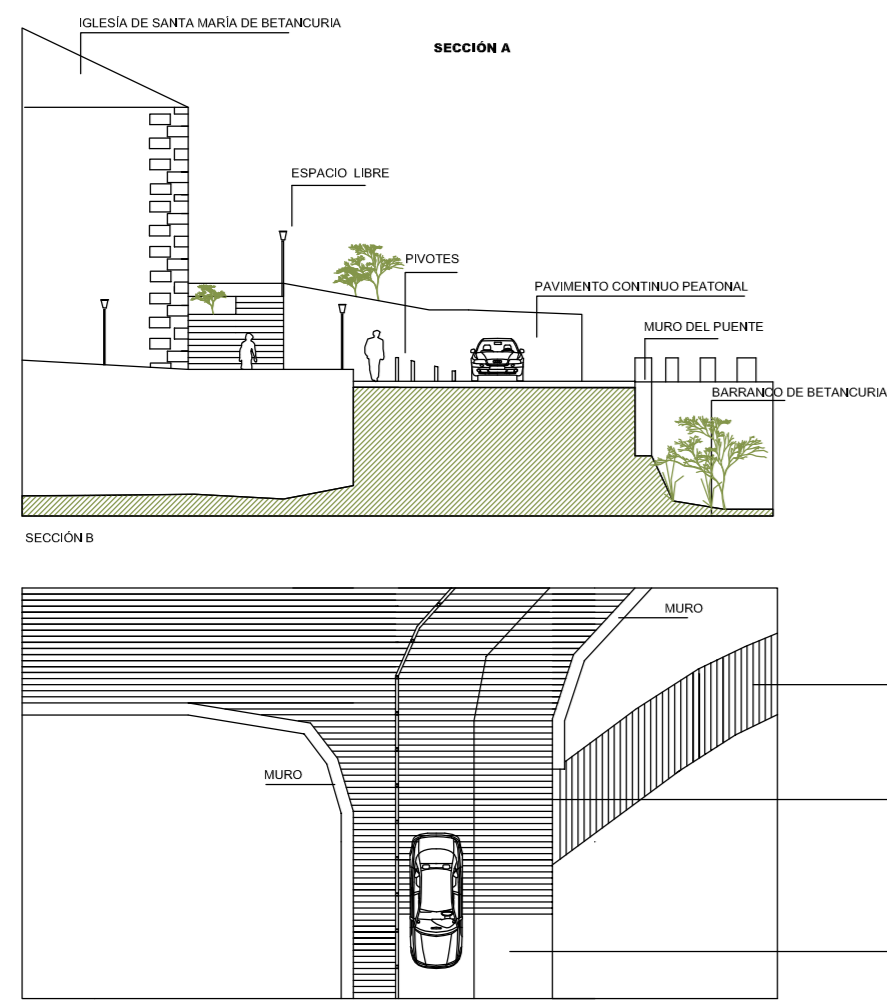 IGLESÍA DE SANTA MARÍA DE BETANCURIA
SECCIÓN A
ESPACIO LIBRE
PIVOTES
PAVIMENTO CONTINUO PEATONAL
MURO DEL PUENTE
BARRANCO DE BETANCURIA
SECCIÓN B
MURO
MURO